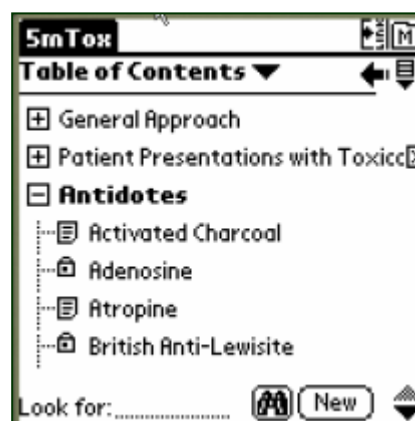 5mTox M
Table of Contents
General Approach
Patient Presentations with Toxicc
Antidotes
Activated Charcoal
Adenosine
Atropine
British Anti-Lewisite
Look for: New